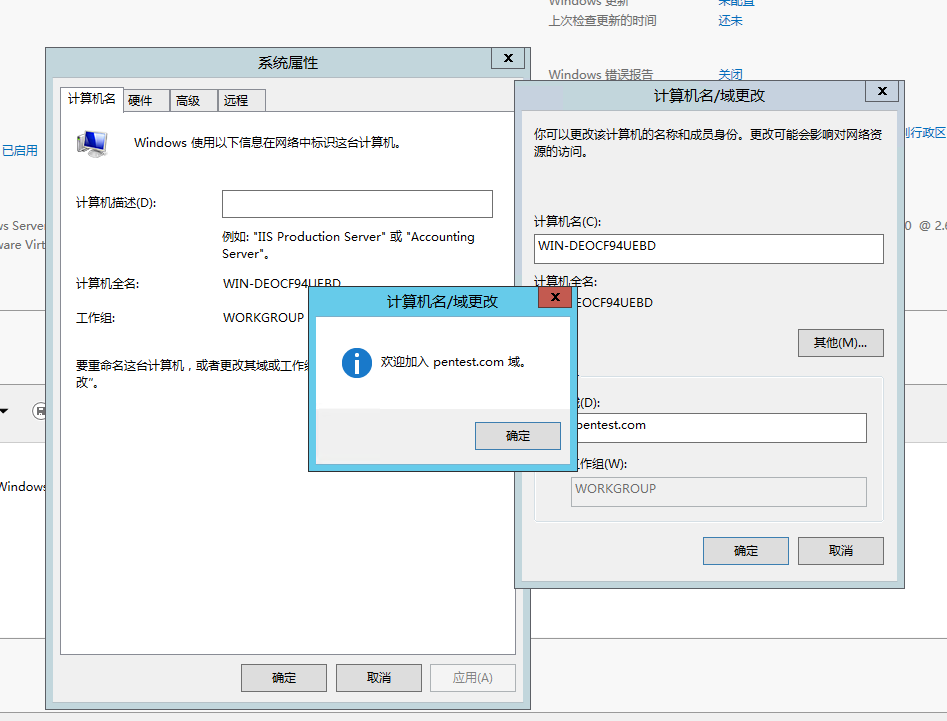 Windows 更新
未配置
上次检查更新的时间
还未
Windows 错误报告
关闭
已启用
系统属性
计算机名
硬件
高级
远程
Windows 使用以下信息在网络中标识这台计算机。
计算机描述(D):
例如: "IIS Production Server" 或 "Accounting
Server"。
计算机全名:
WIN-DEOCF94UEBD
工作组:
WORKGROUP
要重命名这台计算机，或者更改其域或工作
改”。
确定
取消
应用(A)
计算机名/域更改
你可以更改该计算机的名称和成员身份。更改可能会影响对网络资
源的访问。
计算机名(C):
WIN-DEOCF94UEBD
计算机全名:
EOCF94UEBD
其他(M)...
(D):
pentest.com
工作组(W):
WORKGROUP
确定
取消
计算机名/域更改
欢迎加入 pentest.com 域。
确定
行政区
Windows